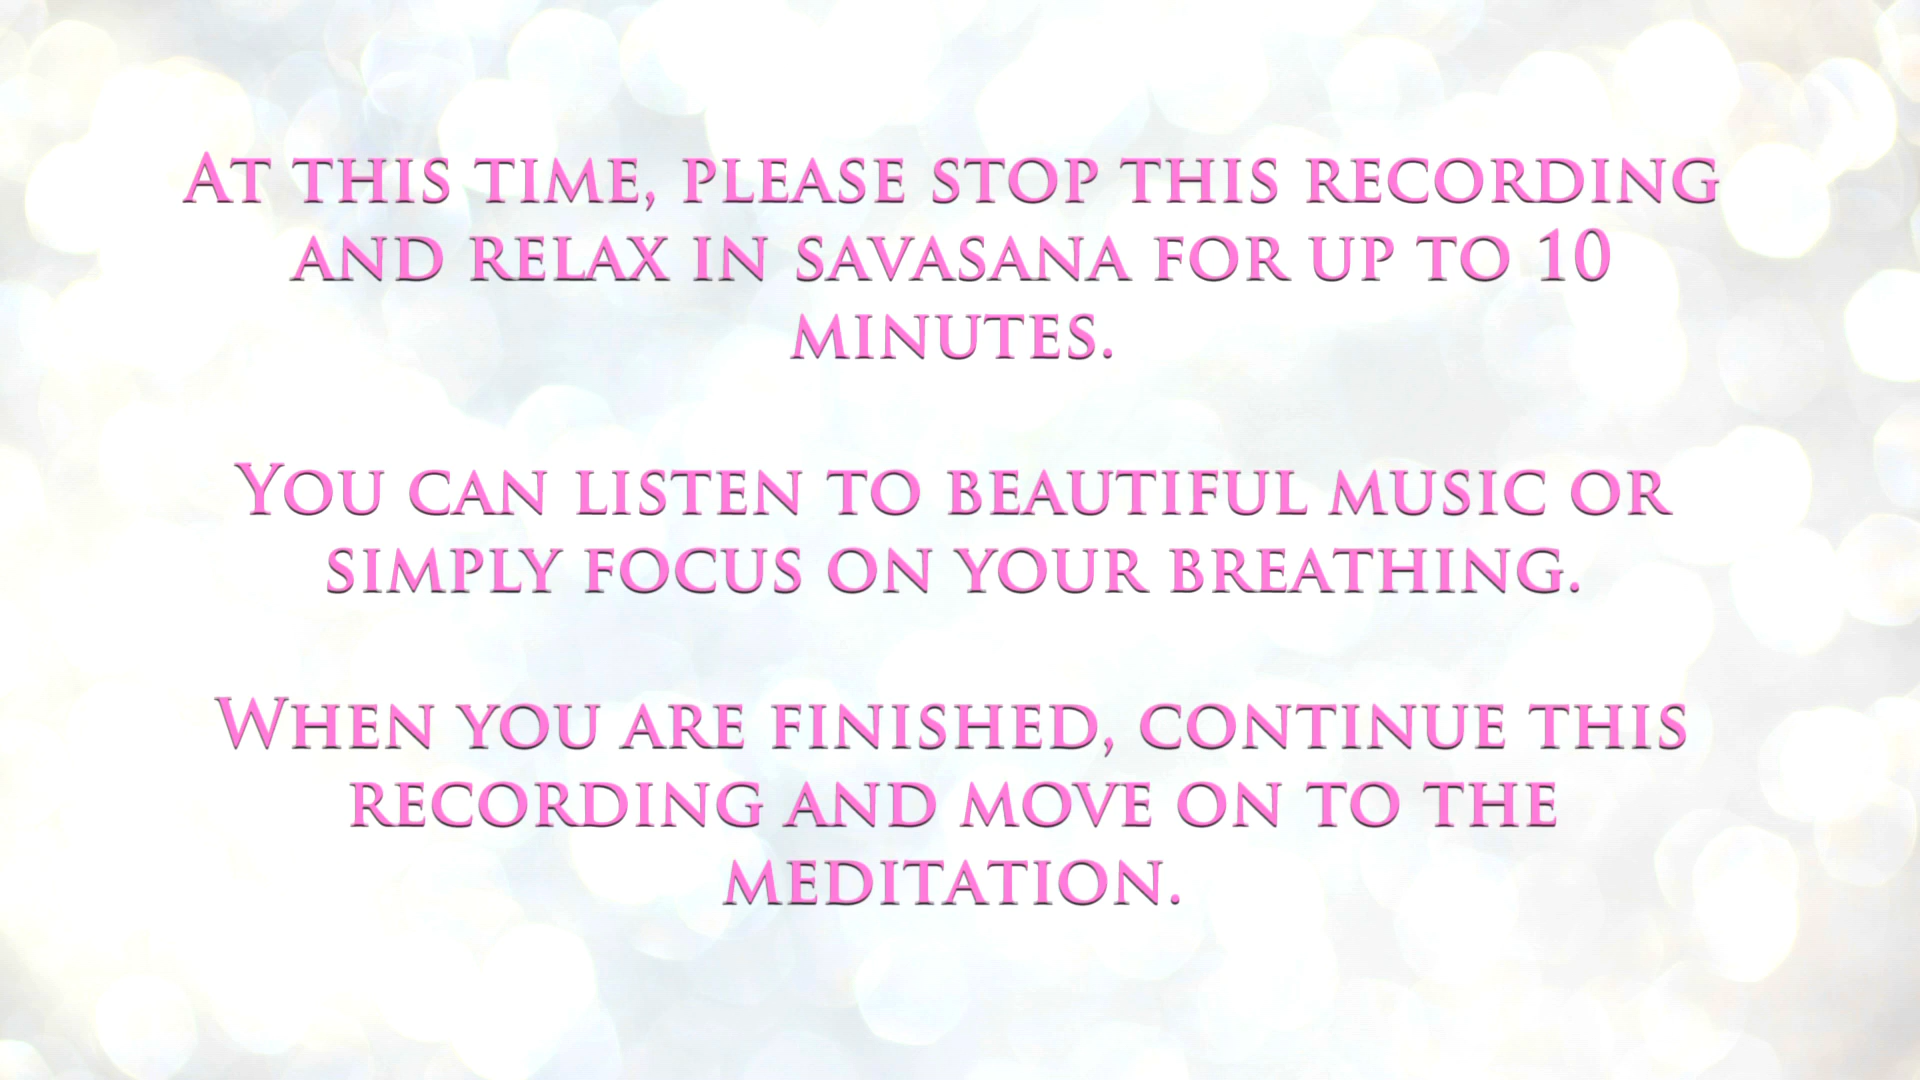 At this time, please stop this recording
and relax in savasana for up to 10
minutes.
You can listen to beautiful music or
simply focus on your breathing.
When you are finished, continue this
recording and move on to the
meditation.